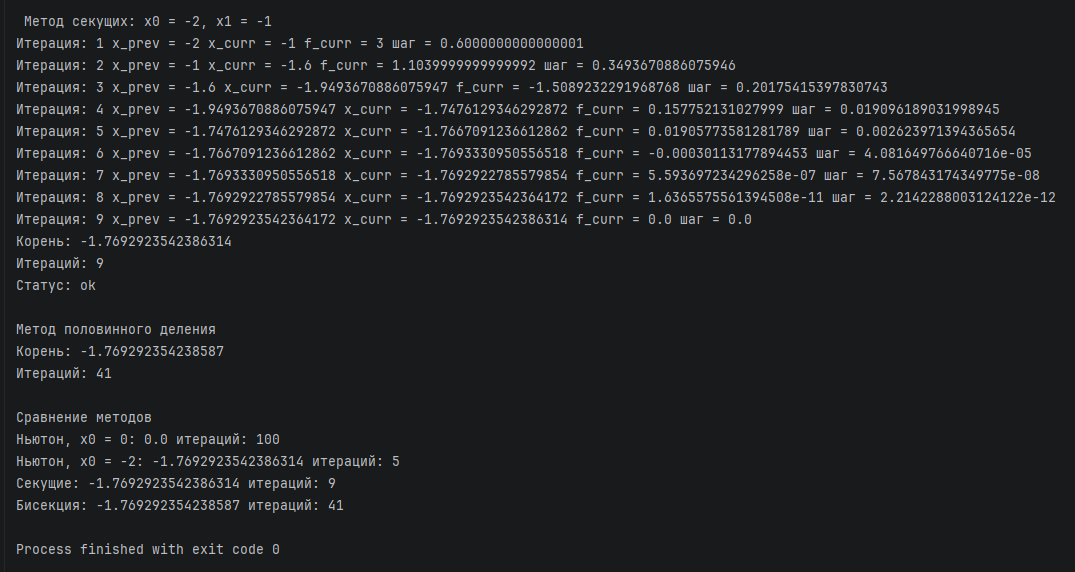 Метод секущих: x0 = -2, x1 = -1
Итерация: 1 x_prev = -2 x_curr = -1 f_curr = 3 шаг = 0.6000000000000001
Итерация: 2 x_prev = -1 x_curr = -1.6 f_curr = 1.1039999999999992 шаг = 0.3493670886075946
Итерация: 3 x_prev = -1.6 x_curr = -1.9493670886075947 f_curr = -1.5089232291968768 шаг = 0.20175415397830743
Итерация: 4 x_prev = -1.9493670886075947 x_curr = -1.7476129346292872 f_curr = 0.157752131027999 шаг = 0.019096189031998945
Итерация: 5 x_prev = -1.7476129346292872 x_curr = -1.7667091236612862 f_curr = 0.01905773581281789 шаг = 0.002623971394365654
Итерация: 6 x_prev = -1.7667091236612862 x_curr = -1.7693330950556518 f_curr = -0.00030113177894453 шаг = 4.081649766640716e-05
Итерация: 7 x_prev = -1.7693330950556518 x_curr = -1.7692922785579854 f_curr = 5.593697234296258e-07 шаг = 7.567843174349775e-08
Итерация: 8 x_prev = -1.7692922785579854 x_curr = -1.7692923542364172 f_curr = 1.6365575561394508e-11 шаг = 2.2142288003124122e-12
Итерация: 9 x_prev = -1.7692923542364172 x_curr = -1.7692923542386314 f_curr = 0.0 шаг = 0.0
Корень: -1.7692923542386314
Итераций: 9
Статус: ok
Метод половинного деления
Корень: -1.769292354238587
Итераций: 41
Сравнение методов
Ньютон, x0 = 0: 0.0 итераций: 100
Ньютон, x0 = -2: -1.7692923542386314 итераций: 5
Секущие: -1.7692923542386314 итераций: 9
Бисекция: -1.769292354238587 итераций: 41
Process finished with exit code 0